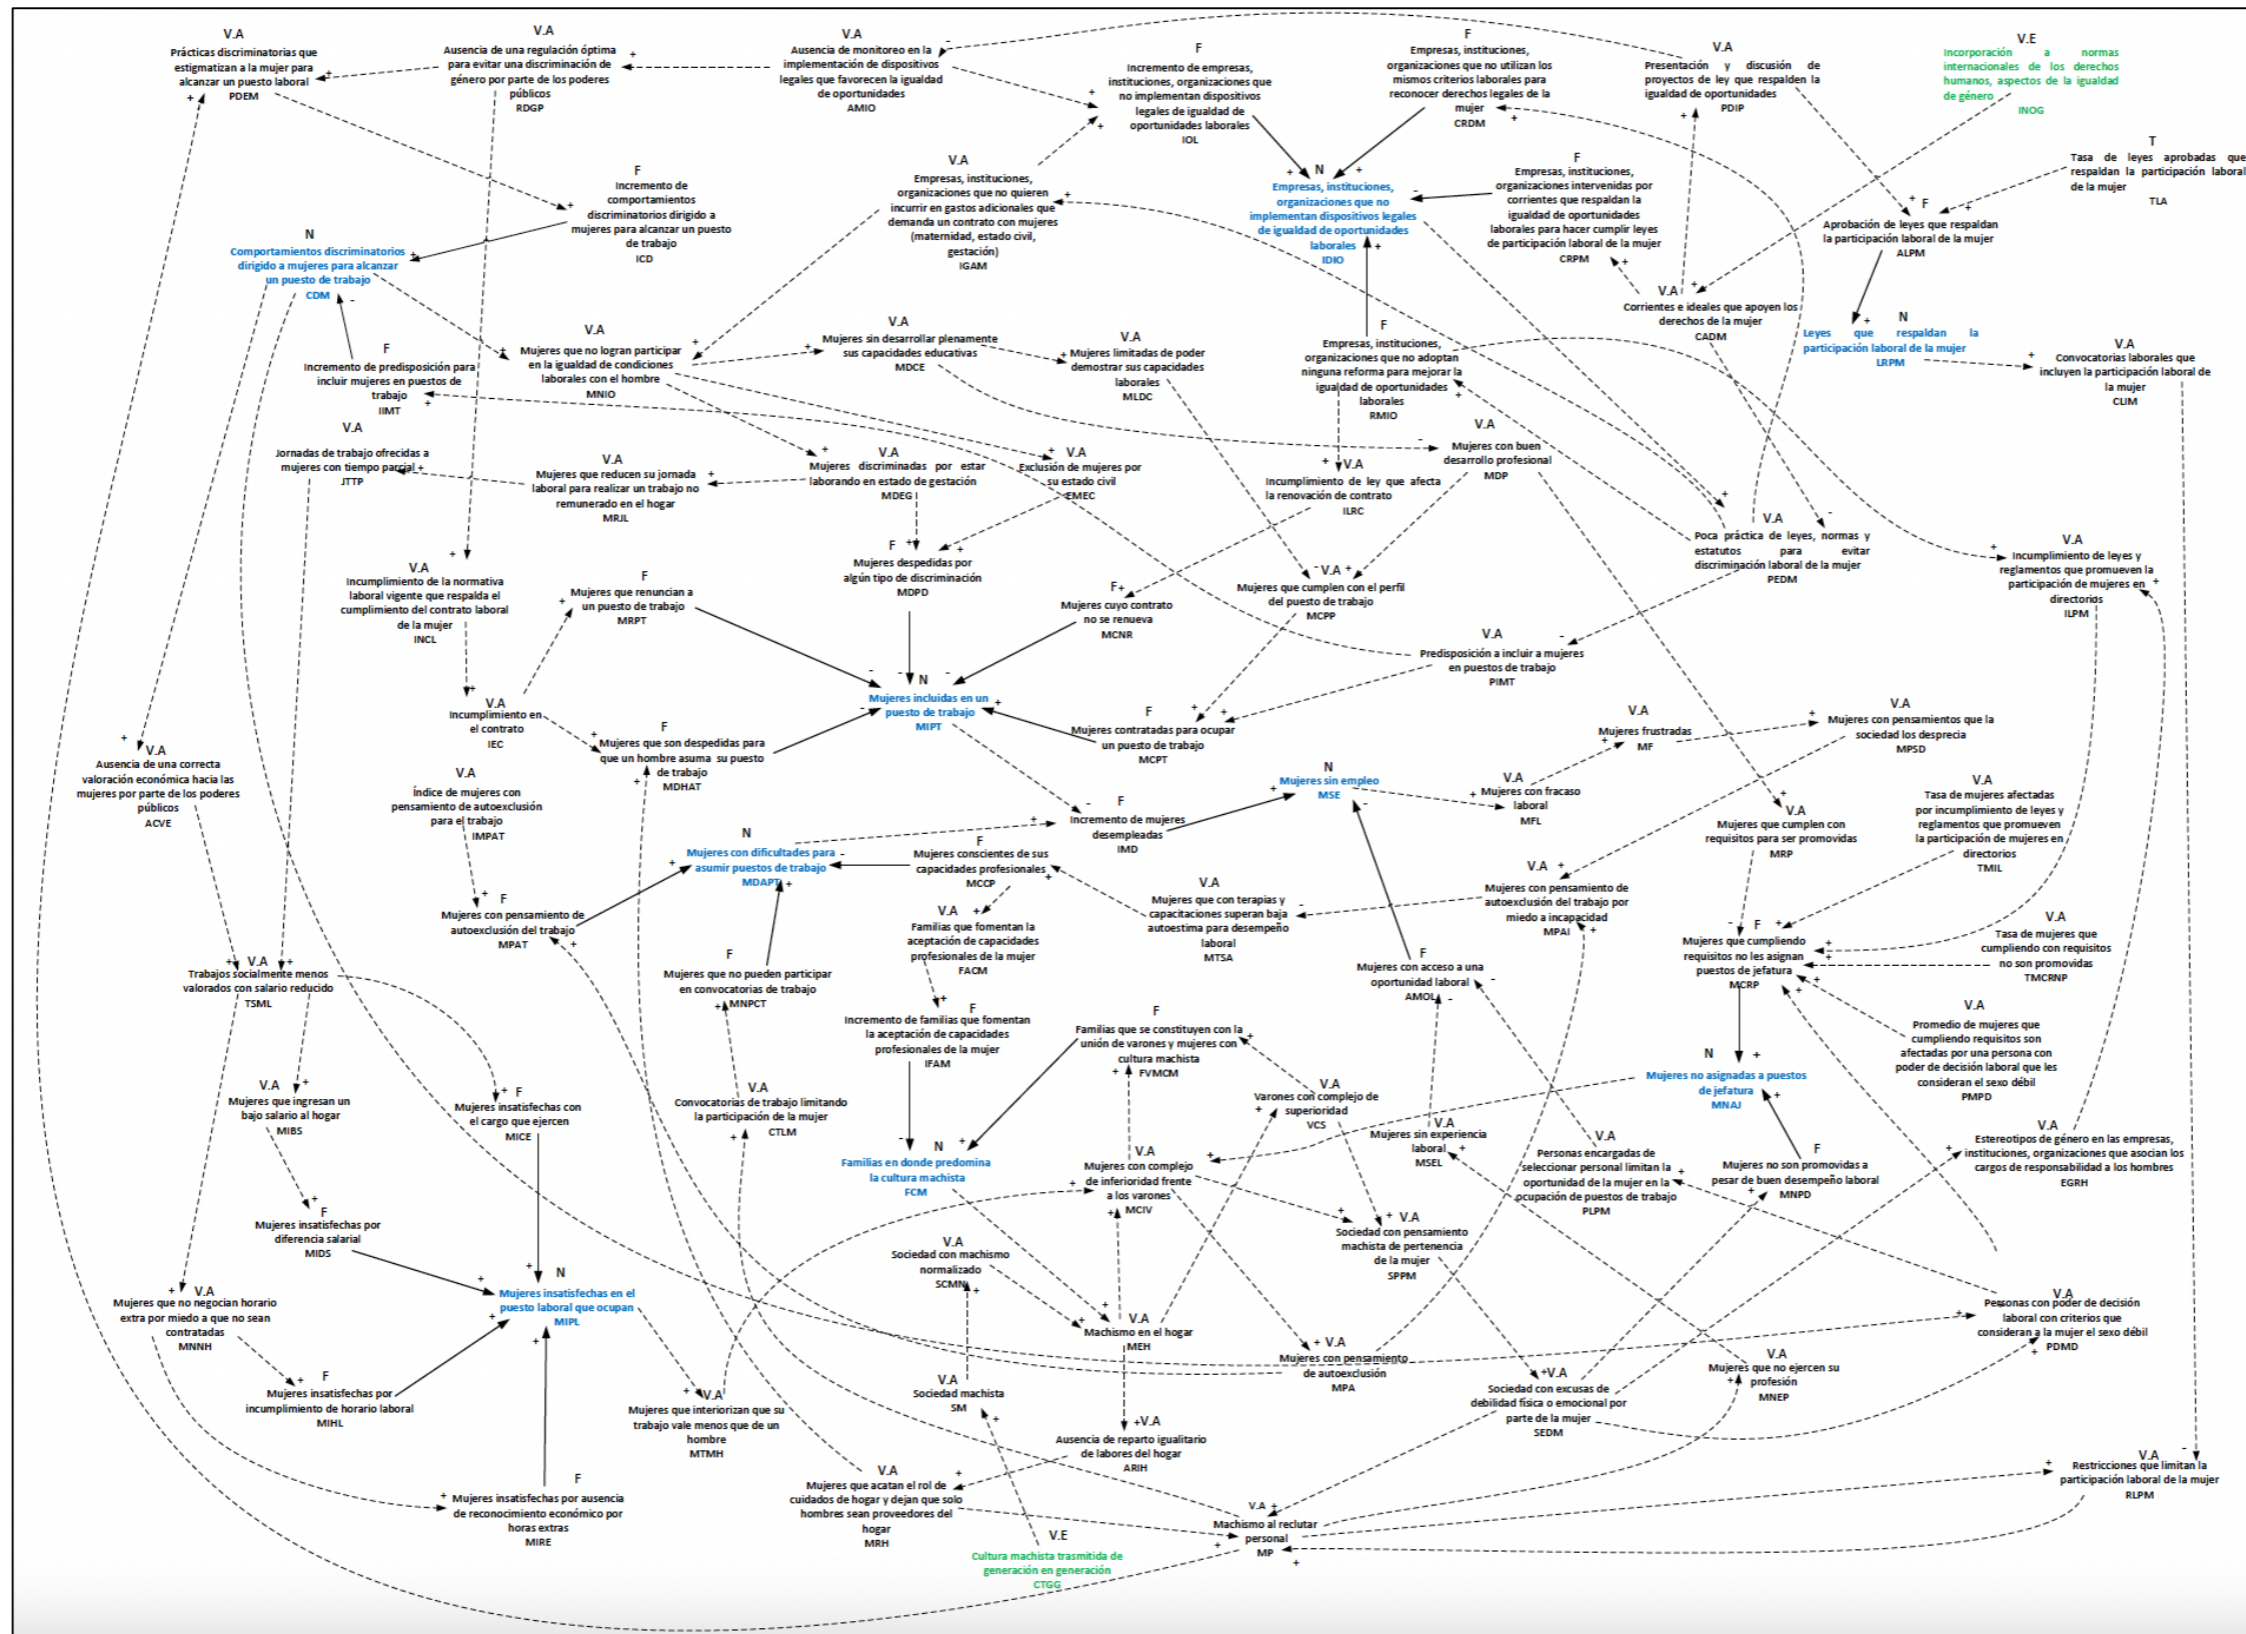 V.A
Prácticas discriminatorias que
estigmatizan a la mujer para
alcanzar un puesto laboral
PDEM
V.A
Ausencia de una regulación óptima
para evitar una discriminación de
género por parte de los poderes
públicos
RDGP
V.A
Ausencia de monitoreo en la
implementación de dispositivos
legales que favorecen la igualdad
de oportunidades
AMIO
F
Incremento de empresas,
instituciones, organizaciones que
no implementan dispositivos
legales de igualdad de
oportunidades laborales
IOL
F
Empresas, instituciones,
organizaciones que no utilizan los
mismos criterios laborales para
reconocer derechos legales de la
mujer
CRDM
V.A
Presentación y discusión de
proyectos de ley que respalden la
igualdad de oportunidades
PDIP
V.E
Incorporación a normas
internacionales de los derechos
humanos, aspectos de la igualdad
de género
INOG
T
Tasa de leyes aprobadas que
respaldan la participación laboral
de la mujer
TLA
F
Incremento de
comportamientos
discriminatorios dirigido a
mujeres para alcanzar un puesto
de trabajo
ICD
V.A
Empresas, instituciones,
organizaciones que no quieren
incurrir en gastos adicionales que
demanda un contrato con mujeres
(maternidad, estado civil,
gestación)
IGAM
N
Empresas, instituciones,
organizaciones que no
implementan dispositivos legales
de igualdad de oportunidades
laborales
IDIO
F
Empresas, instituciones,
organizaciones intervenidas por
corrientes que respaldan la
igualdad de oportunidades
laborales para hacer cumplir leyes
de participación laboral de la mujer
CRPM
F
Aprobación de leyes que respaldan
la participación laboral de la mujer
ALPM
N
Comportamientos discriminatorios
dirigido a mujeres para alcanzar
un puesto de trabajo
CDM
V.A
Corrientes e ideales que apoyen los
derechos de la mujer
CADM
N
Leyes que respaldan la
participación laboral de la mujer
LRPM
V.A
Convocatorias laborales que
incluyen la participación laboral de
la mujer
CLIM
F
Incremento de predisposición para
incluir mujeres en puestos de
trabajo
IIMT
V.A
Mujeres que no logran participar
en la igualdad de condiciones
laborales con el hombre
MNIO
V.A
Mujeres sin desarrollar plenamente
sus capacidades educativas
MDCE
V.A
Mujeres limitadas de poder
demostrar sus capacidades
laborales
MLDC
F
Empresas, instituciones,
organizaciones que no adoptan
ninguna reforma para mejorar la
igualdad de oportunidades
laborales
RMIO
V.A
Mujeres con buen
desarrollo profesional
MDP
V.A
Jornadas de trabajo ofrecidas a
mujeres con tiempo parcial
JTTP
V.A
Mujeres que reducen su jornada
laboral para realizar un trabajo no
remunerado en el hogar
MRJL
V.A
Mujeres discriminadas por estar
laborando en estado de gestación
MDEG
V.A
Exclusión de mujeres por
su estado civil
EMEC
V.A
Incumplimiento de ley que afecta
la renovación de contrato
ILRC
V.A
Poca práctica de leyes, normas y
estatutos para evitar
discriminación laboral de la mujer
PEDM
V.A
Incumplimiento de leyes y
reglamentos que promueven la
participación de mujeres en
directorios
ILPM
V.A
Incumplimiento de la normativa
laboral vigente que respalda el
cumplimiento del contrato laboral
de la mujer
INCL
F
Mujeres que renuncian a
un puesto de trabajo
MRPT
F
Mujeres despedidas por
algún tipo de discriminación
MDPD
F
Mujeres cuyo contrato
no se renueva
MCNR
V.A
Mujeres que cumplen con el perfil
del puesto de trabajo
MCPP
V.A
Predisposición a incluir a mujeres
en puestos de trabajo
PIMT
V.A
Incumplimiento en
el contrato
IEC
N
Mujeres incluidas en un
puesto de trabajo
MIPT
F
Mujeres que son despedidas para
que un hombre asuma su puesto
de trabajo
MDHAT
F
Mujeres contratadas para ocupar
un puesto de trabajo
MCPT
V.A
Mujeres frustradas
MF
V.A
Mujeres con pensamientos que la
sociedad los desprecia
MPSD
V.A
Ausencia de una correcta
valoración económica hacia las
mujeres por parte de los poderes
públicos
ACVE
V.A
Índice de mujeres con
pensamiento de autoexclusión
para el trabajo
IMPAT
N
Mujeres sin empleo
MSE
V.A
Mujeres con fracaso
laboral
MFL
F
Incremento de mujeres
desempleadas
IMD
V.A
Mujeres que cumplen con
requisitos para ser promovidas
MRP
V.A
Tasa de mujeres afectadas
por incumplimiento de leyes y
reglamentos que promueven
la participación de mujeres en
directorios
TMIL
N
Mujeres con dificultades para
asumir puestos de trabajo
MDAPT
F
Mujeres conscientes de sus
capacidades profesionales
MCCP
F
Mujeres con pensamiento de
autoexclusión del trabajo
MPAT
V.A
Familias que fomentan la
aceptación de capacidades
profesionales de la mujer
FACM
V.A
Mujeres que con terapias y
capacitaciones superan baja
autoestima para desempeño
laboral
MTSA
V.A
Mujeres con pensamiento de
autoexclusión del trabajo por
miedo a incapacidad
MPAI
F
Mujeres que cumpliendo
requisitos no les asignan
puestos de jefatura
MCRP
V.A
Tasa de mujeres que
cumpliendo con requisitos
no son promovidas
TMCRNP
V.A
Trabajos socialmente menos
valorados con salario reducido
TSML
F
Mujeres que no pueden participar
en convocatorias de trabajo
MNPCT
F
Mujeres con acceso a una
oportunidad laboral
AMOL
F
Incremento de familias que fomentan
la aceptación de capacidades
profesionales de la mujer
IFAM
F
Familias que se constituyen con la
unión de varones y mujeres con
cultura machista
FVMCM
V.A
Promedio de mujeres que
cumpliendo requisitos son
afectadas por una persona con
poder de decisión laboral que les
consideran el sexo débil
PMPD
V.A
Mujeres que ingresan un
bajo salario al hogar
MIBS
F
Mujeres insatisfechas con
el cargo que ejercen
MICE
V.A
Convocatorias de trabajo limitando
la participación de la mujer
CTLM
V.A
Varones con complejo de
superioridad
VCS
N
Mujeres no asignadas a puestos
de jefatura
MNAJ
V.A
Mujeres sin experiencia
laboral
MSEL
V.A
Personas encargadas de
seleccionar personal limitan la
oportunidad de la mujer en la
ocupación de puestos de trabajo
PLPM
F
Mujeres no son promovidas a
pesar de buen desempeño laboral
MNPD
V.A
Estereotipos de género en las empresas,
instituciones, organizaciones que asocian los
cargos de responsabilidad a los hombres
EGRH
N
Familias en donde predomina
la cultura machista
FCM
V.A
Mujeres con complejo
de inferioridad frente
a los varones
MCIV
F
Mujeres insatisfechas por
diferencia salarial
MIDS
V.A
Sociedad con machismo
normalizado
SCMN
V.A
Sociedad con pensamiento
machista de pertenencia
de la mujer
SPPM
V.A
Mujeres que no negocian horario
extra por miedo a que no sean
contratadas
MNNH
N
Mujeres insatisfechas en el
puesto laboral que ocupan
MIPL
V.A
Machismo en el hogar
MEH
V.A
Personas con poder de decisión
laboral con criterios que
consideran a la mujer el sexo débil
PDMD
V.A
Mujeres con pensamiento
de autoexclusión
MPA
V.A
Mujeres que no ejercen su
profesión
MNEP
F
Mujeres insatisfechas por
incumplimiento de horario laboral
MIHL
V.A
Mujeres que interiorizan que su
trabajo vale menos que de un
hombre
MTMH
V.A
Sociedad machista
SM
V.A
Sociedad con excusas de
debilidad física o emocional por
parte de la mujer
SEDM
V.A
Ausencia de reparto igualitario
de labores del hogar
ARIH
V.A
Restricciones que limitan la
participación laboral de la mujer
RLPM
F
Mujeres insatisfechas por ausencia
de reconocimiento económico por
horas extras
MIRE
V.A
Mujeres que acatan el rol de
cuidados de hogar y dejan que solo
hombres sean proveedores del
hogar
MRH
V.A
Machismo al reclutar
personal
MP
V.E
Cultura machista trasmitida de
generación en generación
CTGG